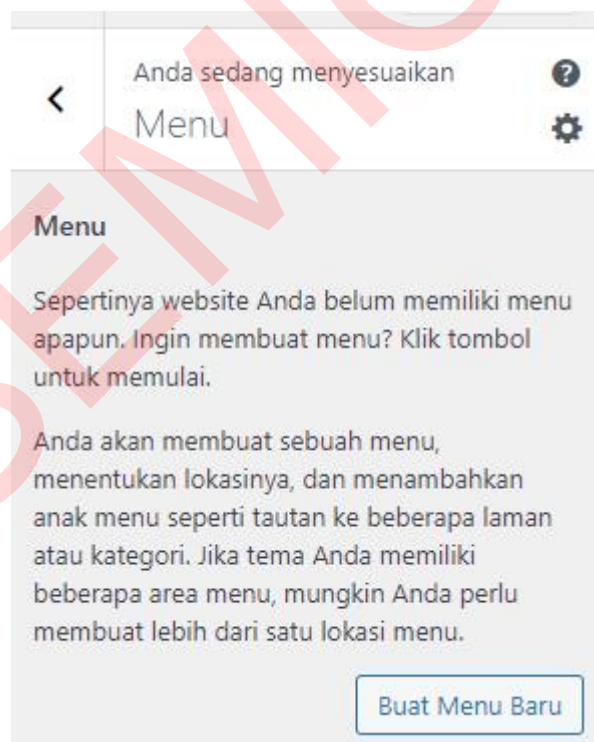 Anda sedang menyesuaikan
Menu
Menu
Sepertinya website Anda belum memiliki menu
apapun. Ingin membuat menu? Klik tombol
untuk memulai.
Anda akan membuat sebuah menu,
menentukan lokasinya, dan menambahkan
anak menu seperti tautan ke beberapa laman
atau kategori. Jika tema Anda memiliki
beberapa area menu, mungkin Anda perlu
membuat lebih dari satu lokasi menu.
Buat Menu Baru